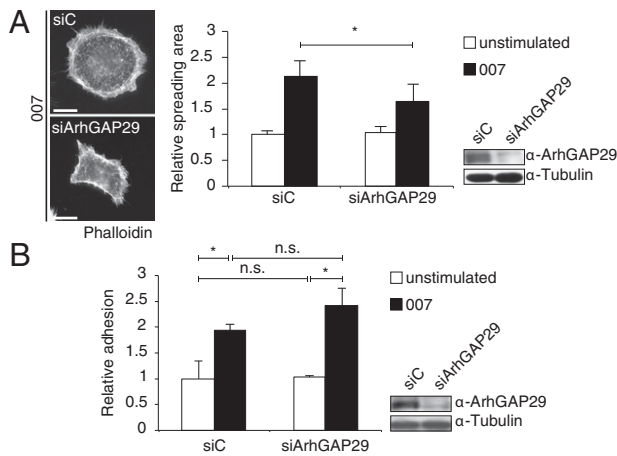 A
siC
siArhGAP29
007
Phalloidin
Relative spreading area
3
2.5
2
1.5
1
0.5
0
*
siC
siArhGAP29
unstimulated
007
siC
siArhGAP29
α-ArhGAP29
α-Tubulin
B
Relative adhesion
3
2.5
2
1.5
1
0.5
0
*
n.s.
n.s.
*
siC
siArhGAP29
unstimulated
007
siC
siArhGAP29
α-ArhGAP29
α-Tubulin